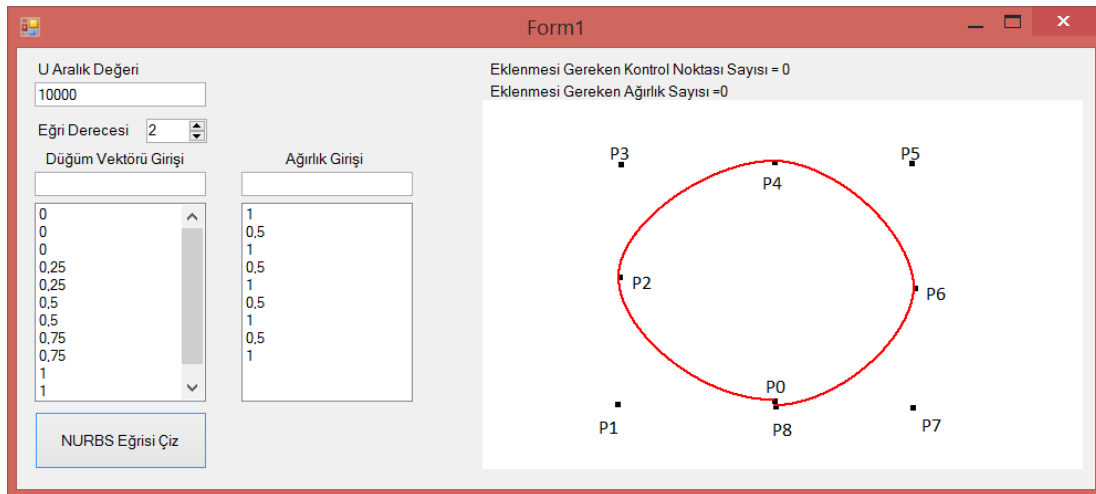 Form1
U Aralık Değeri
10000
Eğri Derecesi 2
Düğüm Vektörü Girişi
0
0
0
0,25
0,25
0,5
0,5
0,75
0,75
1
1
Ağırlık Girişi
1
0,5
1
0,5
1
0,5
1
0,5
1
NURBS Eğrisi Çiz
Eklenmesi Gereken Kontrol Noktası Sayısı = 0
Eklenmesi Gereken Ağırlık Sayısı =0
P3
P5
P4
P2
P6
P0
P1
P8
P7